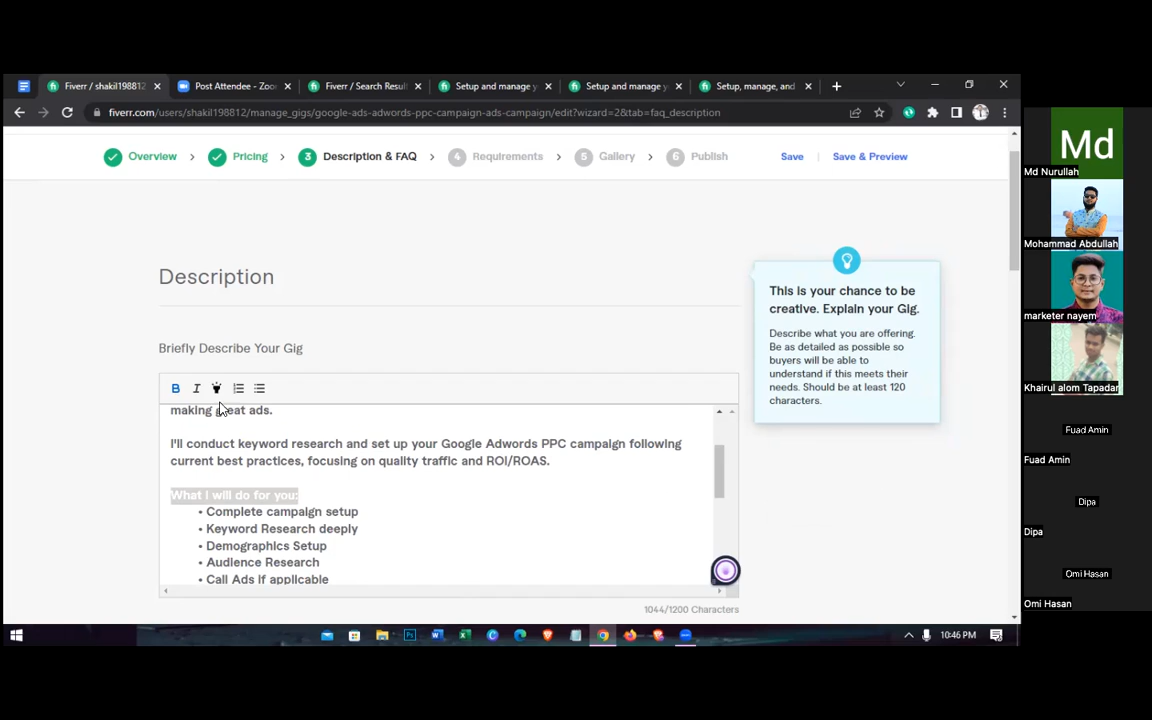 Fiverr / shakil198812
Post Attendee - Zoo
Fiverr / Search Resul
Setup and manage y
Setup and manage y
Setup, manage, and
fiverr.com/users/shakil198812/manage_gigs/google-ads-adwords-ppc-campaign-ads-campaign/edit?wizard=2&tab=faq_description
Overview
Pricing
3 Description & FAQ
4 Requirements
5 Gallery
6 Publish
Save
Save & Preview
Description
Briefly Describe Your Gig
B I
making great ads.
I'll conduct keyword research and set up your Google Adwords PPC campaign following
current best practices, focusing on quality traffic and ROI/ROAS.
What I will do for you:
• Complete campaign setup
• Keyword Research deeply
• Demographics Setup
• Audience Research
• Call Ads if applicable
1044/1200 Characters
This is your chance to be
creative. Explain your Gig.
Describe what you are offering.
Be as detailed as possible so
buyers will be able to
understand if this meets their
needs. Should be at least 120
characters.
10:46 PM
Md
Md Nurullah
Mohammad Abdullah
marketer nayem
Khairul alom Tapadar
Fuad Amin
Fuad Amin
Dipa
Dipa
Omi Hasan
Omi Hasan